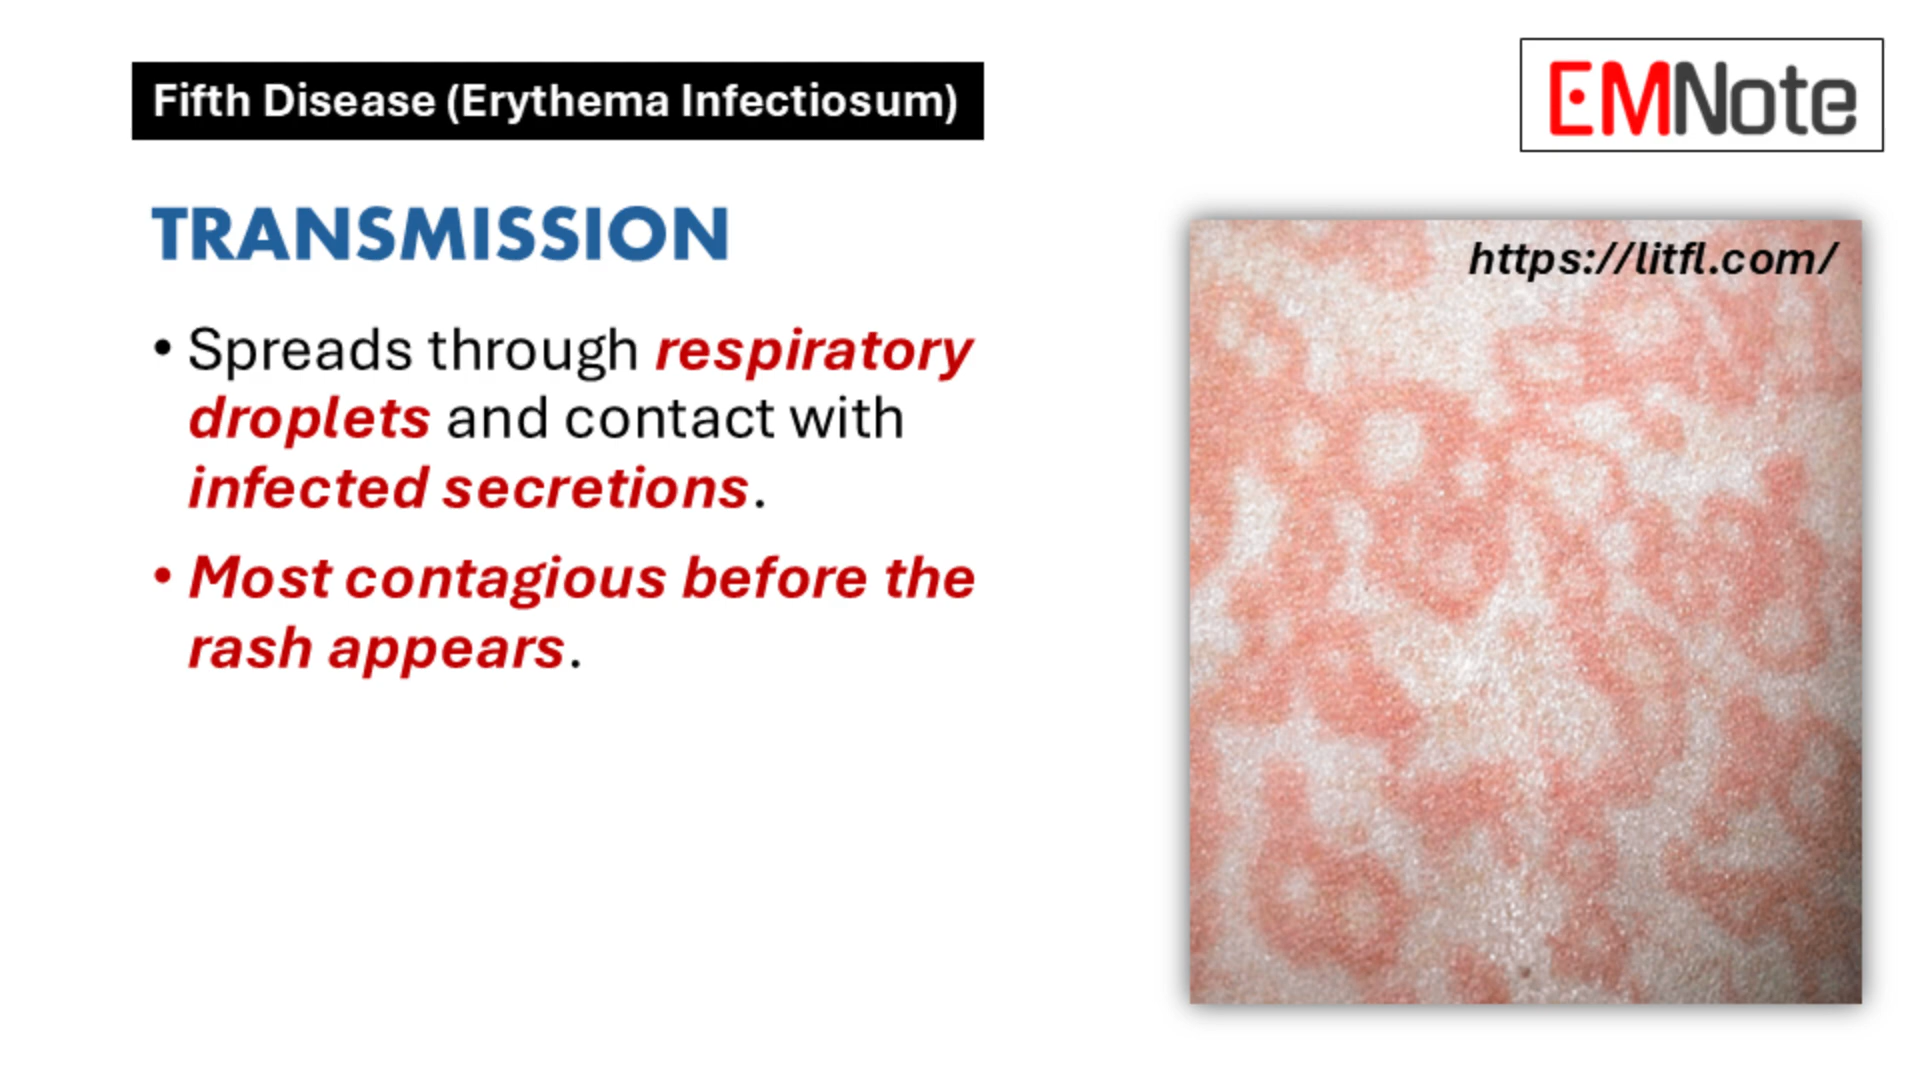 Fifth Disease (Erythema Infectiosum)
EMNote
TRANSMISSION
• Spreads through respiratory
droplets and contact with
infected secretions.
• Most contagious before the
rash appears.
https://litfl.com/